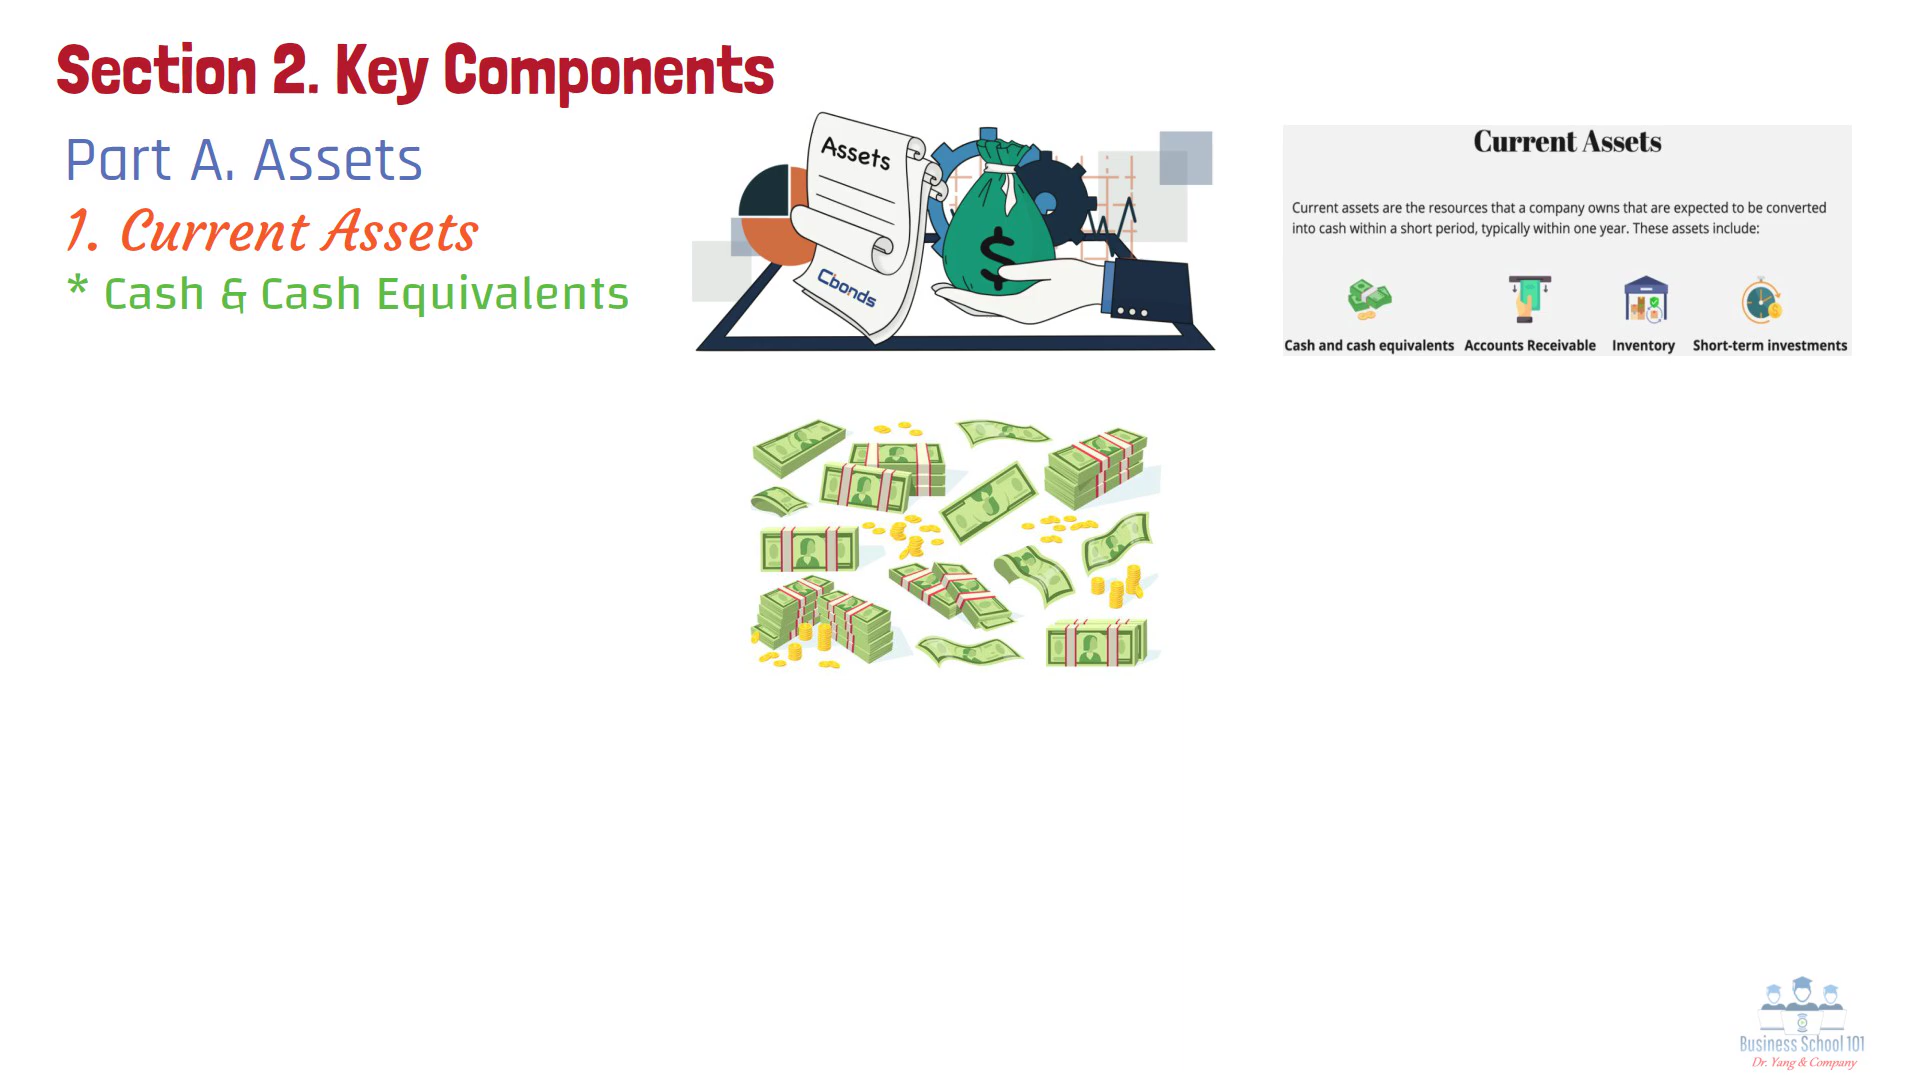 Section 2. Key Components
Part A. Assets
1. Current Assets
* Cash & Cash Equivalents
Assets
Cbonds
$
Current Assets
Current assets are the resources that a company owns that are expected to be converted
into cash within a short period, typically within one year. These assets include:
Cash and cash equivalents Accounts Receivable Inventory Short-term investments
Business School 101
Dr. Yang & Company